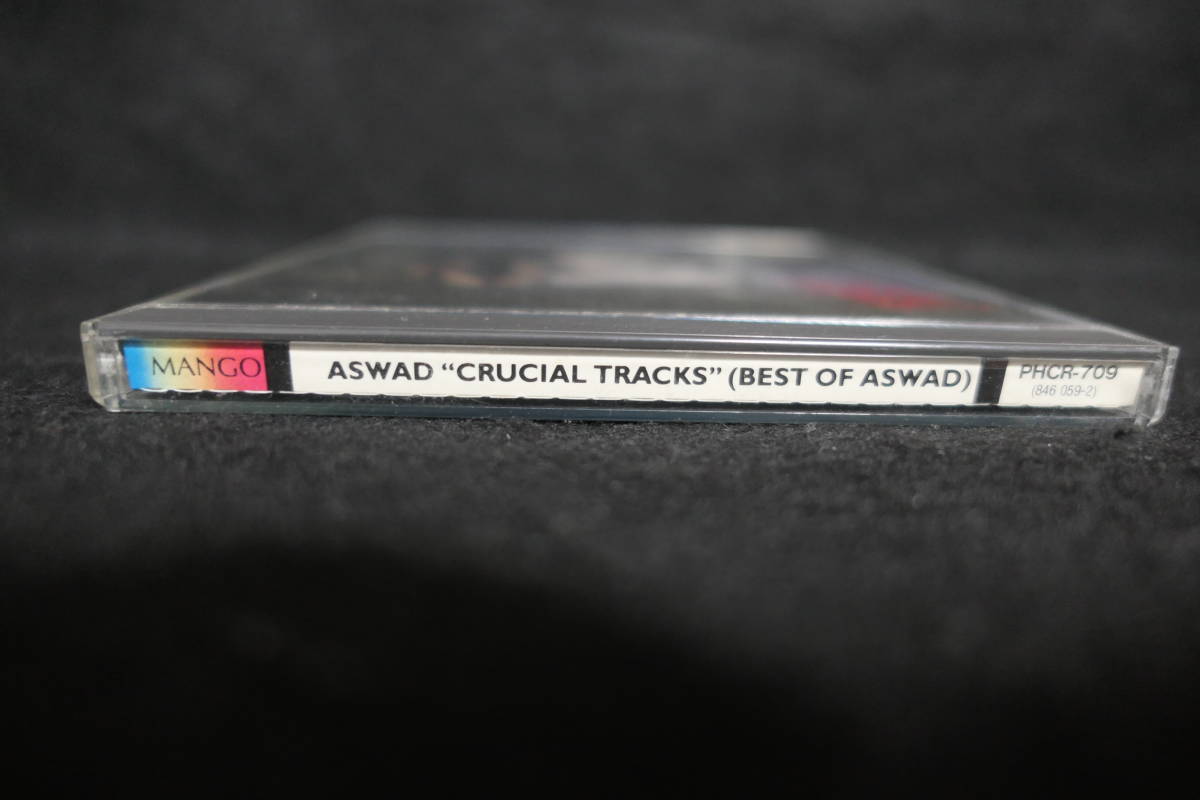 MANGO
ASWAD “CRUCIAL TRACKS” (BEST OF ASWAD)
PHCR-709
(846 059-2)